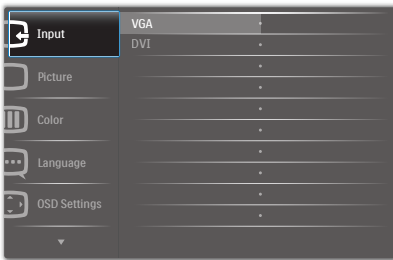 Input
VGA
DVI
Picture
Color
Language
OSD Settings